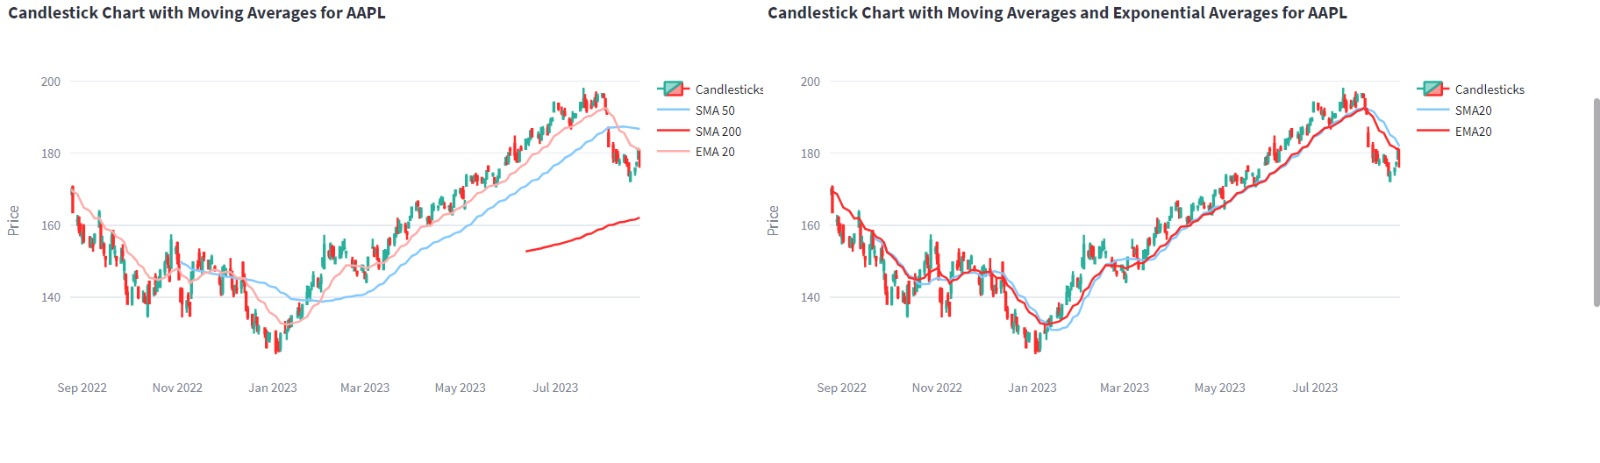 Candlestick Chart with Moving Averages for AAPL
Price
200
180
160
140
Sep 2022 Nov 2022 Jan 2023 Mar 2023 May 2023 Jul 2023
Candlesticks
SMA 50
SMA 200
EMA 20
Candlestick Chart with Moving Averages and Exponential Averages for AAPL
Price
200
180
160
140
Sep 2022 Nov 2022 Jan 2023 Mar 2023 May 2023 Jul 2023
Candlesticks
SMA20
EMA20